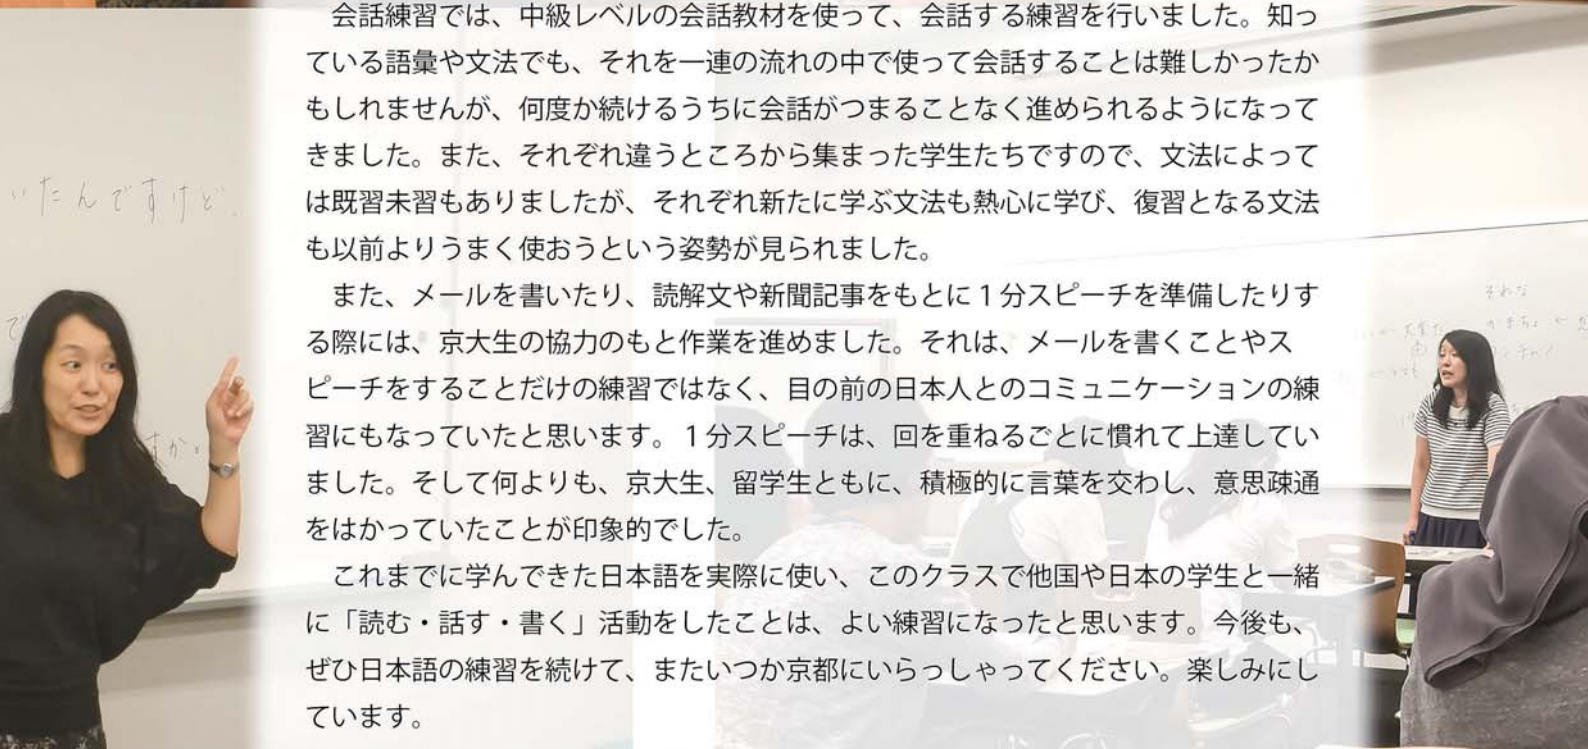 会話練習では、中級レベルの会話教材を使って、会話する練習を行いました。知っ
ている語彙や文法でも、それを一連の流れの中で使って会話することは難しかったか
もしれませんが、何度か続けるうちに会話がつまることなく進められるようになって
きました。また、それぞれ違うところから集まった学生たちですので、文法によって
は既習未習もありましたが、それぞれ新たに学ぶ文法も熱心に学び、復習となる文法
も以前よりうまく使おうという姿勢が見られました。
また、メールを書いたり、読解文や新聞記事をもとに１分スピーチを準備したりす
る際には、京大生の協力のもと作業を進めました。それは、メールを書くことやス
ピーチをすることだけの練習ではなく、目の前の日本人とのコミュニケーションの練
習にもなっていたと思います。１分スピーチは、回を重ねるごとに慣れて上達してい
ました。そして何よりも、京大生、留学生ともに、積極的に言葉を交わし、意思疎通
をはかっていたことが印象的でした。
これまでに学んできた日本語を実際に使い、このクラスで他国や日本の学生と一緒
に「読む・話す・書く」活動をしたことは、よい練習になったと思います。今後も、
ぜひ日本語の練習を続けて、またいつか京都にいらっしゃってください。楽しみにし
ています。
いたんですけど